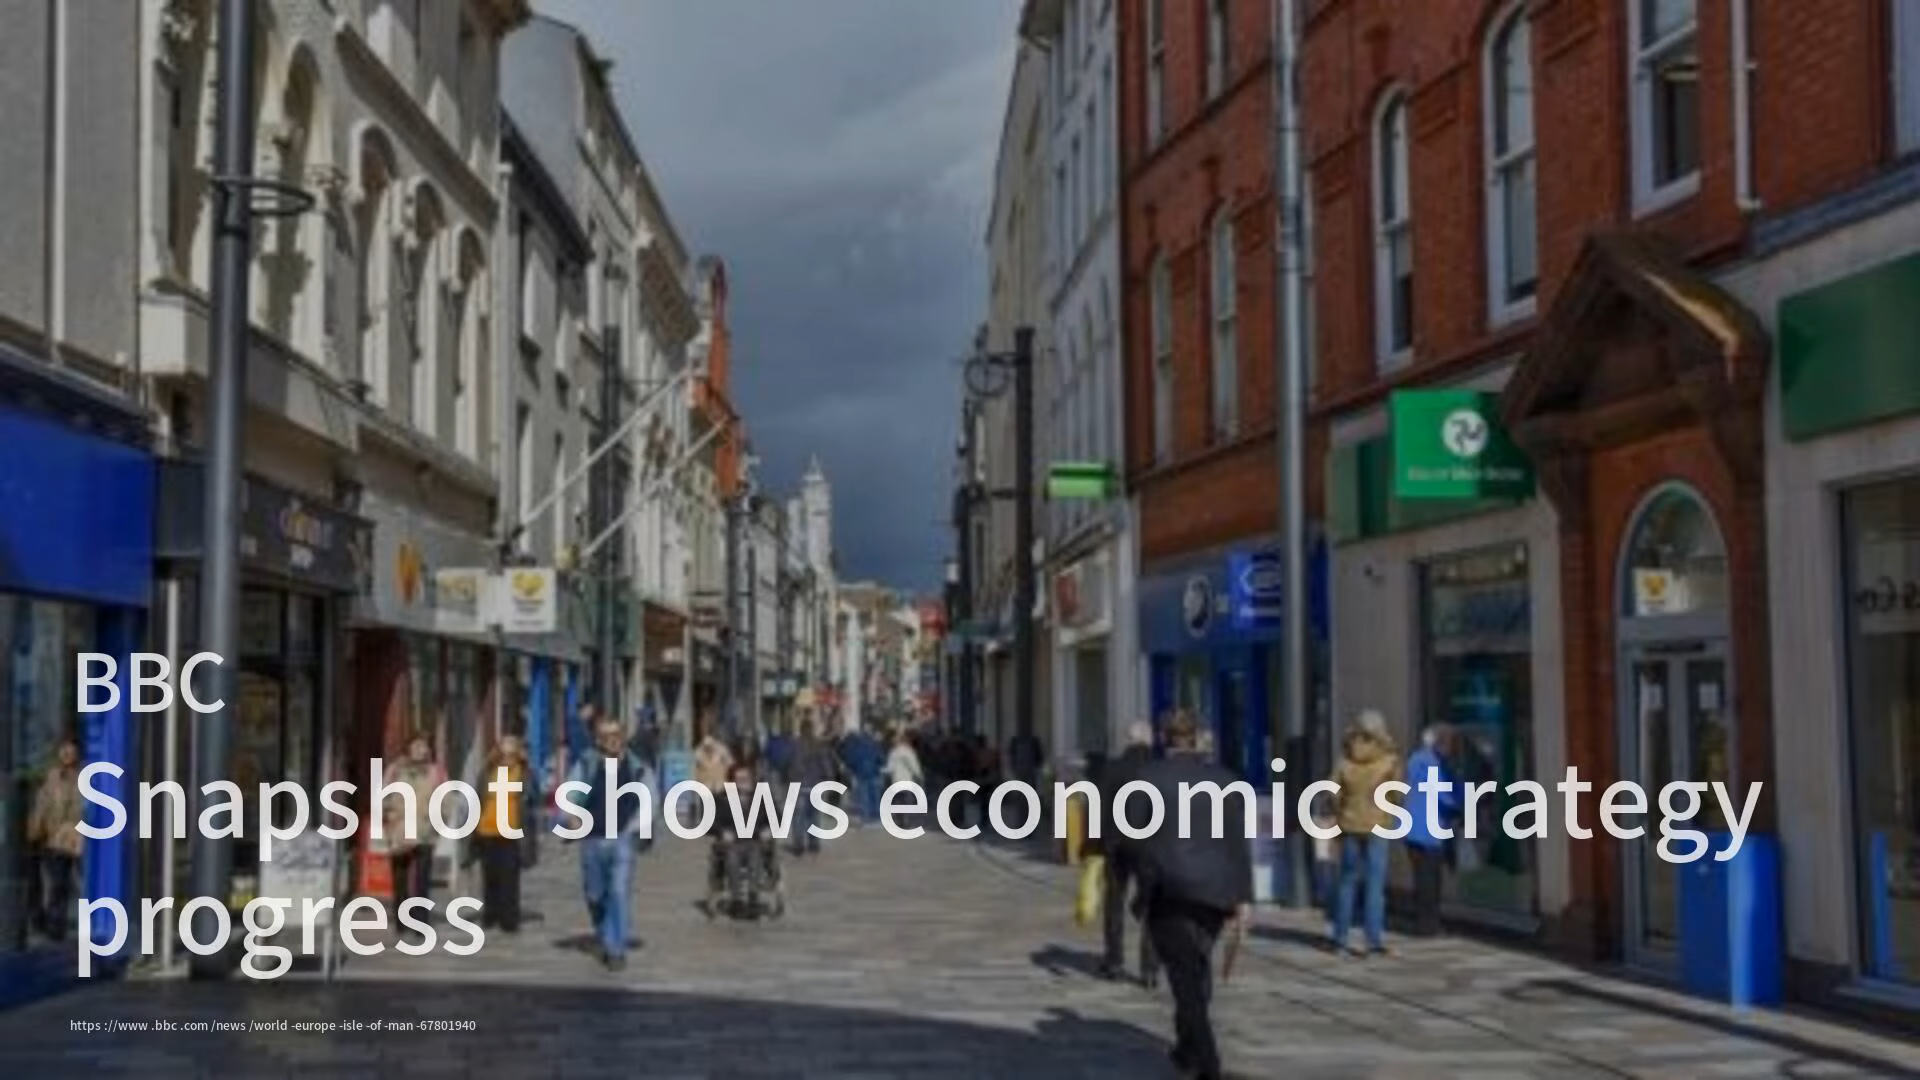 BBC
Snapshot shows economic strategy
progress
https://www.bbc.com/news/world-europe-isle-of-man-67801940